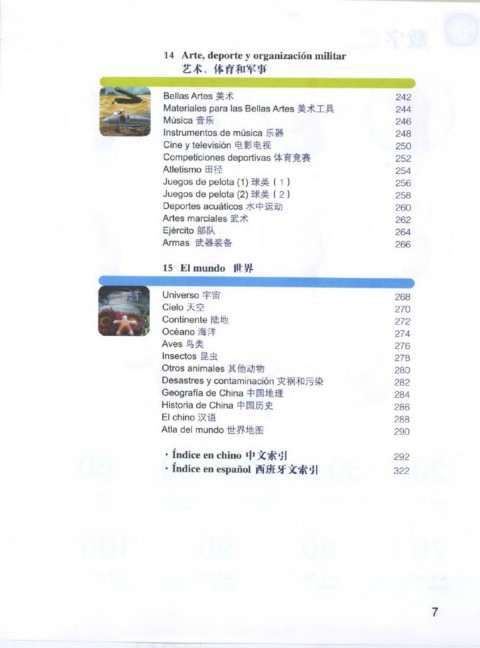 14 Arte, deporte y organización militar
艺术、体育和军事
Bellas Artes 美术 242
Materiales para las Bellas Artes 美术工具 244
Música 音乐 246
Instrumentos de música 乐器 248
Cine y televisión 电影电视 250
Competiciones deportivas 体育竞赛 252
Atletismo 田径 254
Juegos de pelota (1) 球类（1） 256
Juegos de pelota (2) 球类（2） 258
Deportes acuáticos 水中运动 260
Artes marciales 武术 262
Ejército 部队 264
Armas 武器装备 266
15 El mundo 世界
Universo 宇宙 268
Cielo 天空 270
Continente 陆地 272
Océano 海洋 274
Aves 鸟类 276
Insectos 昆虫 278
Otros animales 其他动物 280
Desastres y contaminación 灾祸和污染 282
Geografía de China 中国地理 284
Historia de China 中国历史 286
El chino 汉语 288
Atla del mundo 世界地图 290
· Índice en chino 中文索引 292
· Índice en español 西班牙文索引 322
7